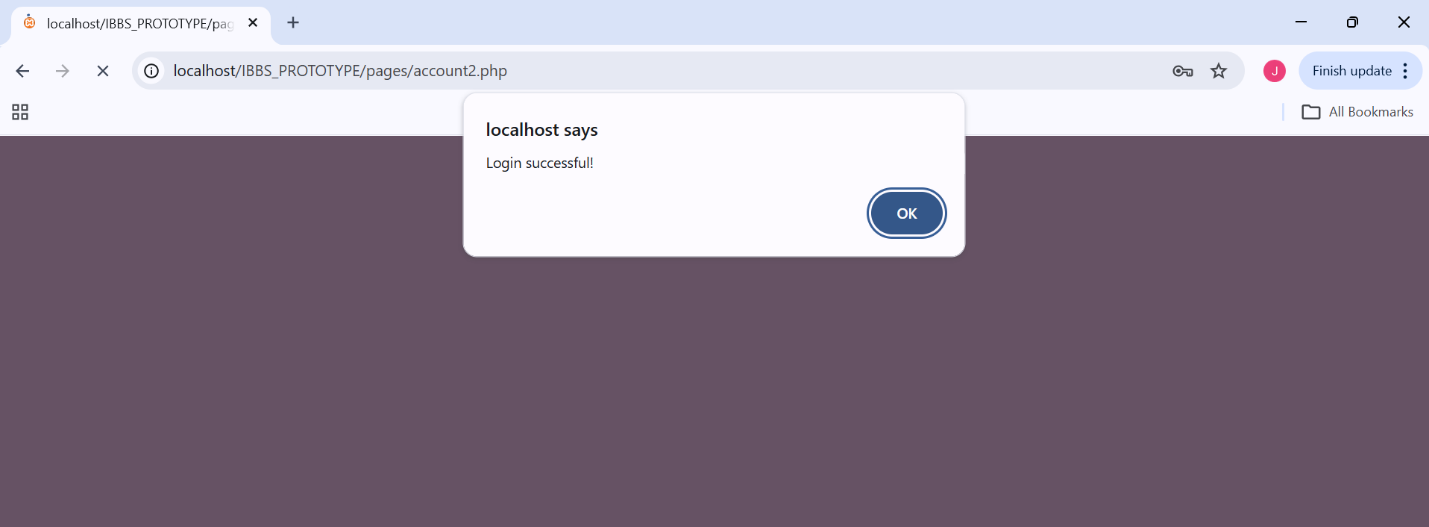 localhost/IBBS_PROTOTYPE/pag
localhost/IBBS_PROTOTYPE/pages/account2.php
J
Finish update
All Bookmarks
localhost says
Login successful!
OK